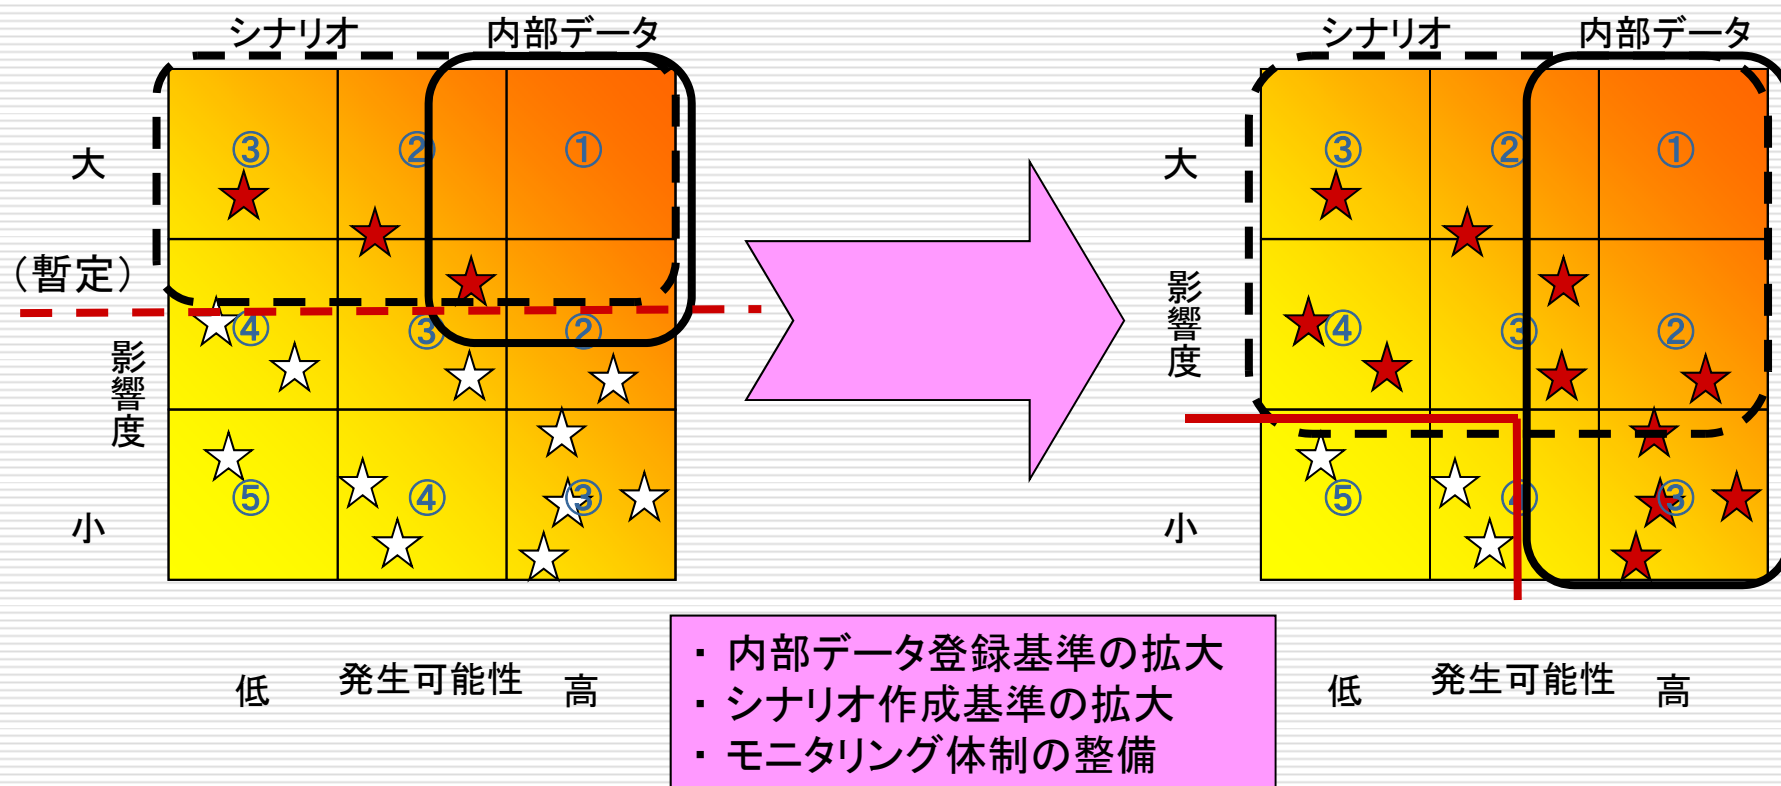 シナリオ
内部データ
大
③
②
①
(暫定)
④
③
②
影響度
⑤
④
③
小
低
発生可能性
高
シナリオ
内部データ
大
③
②
①
影響度
④
③
②
⑤
④
③
小
低
発生可能性
高
・ 内部データ登録基準の拡大
・ シナリオ作成基準の拡大
・ モニタリング体制の整備